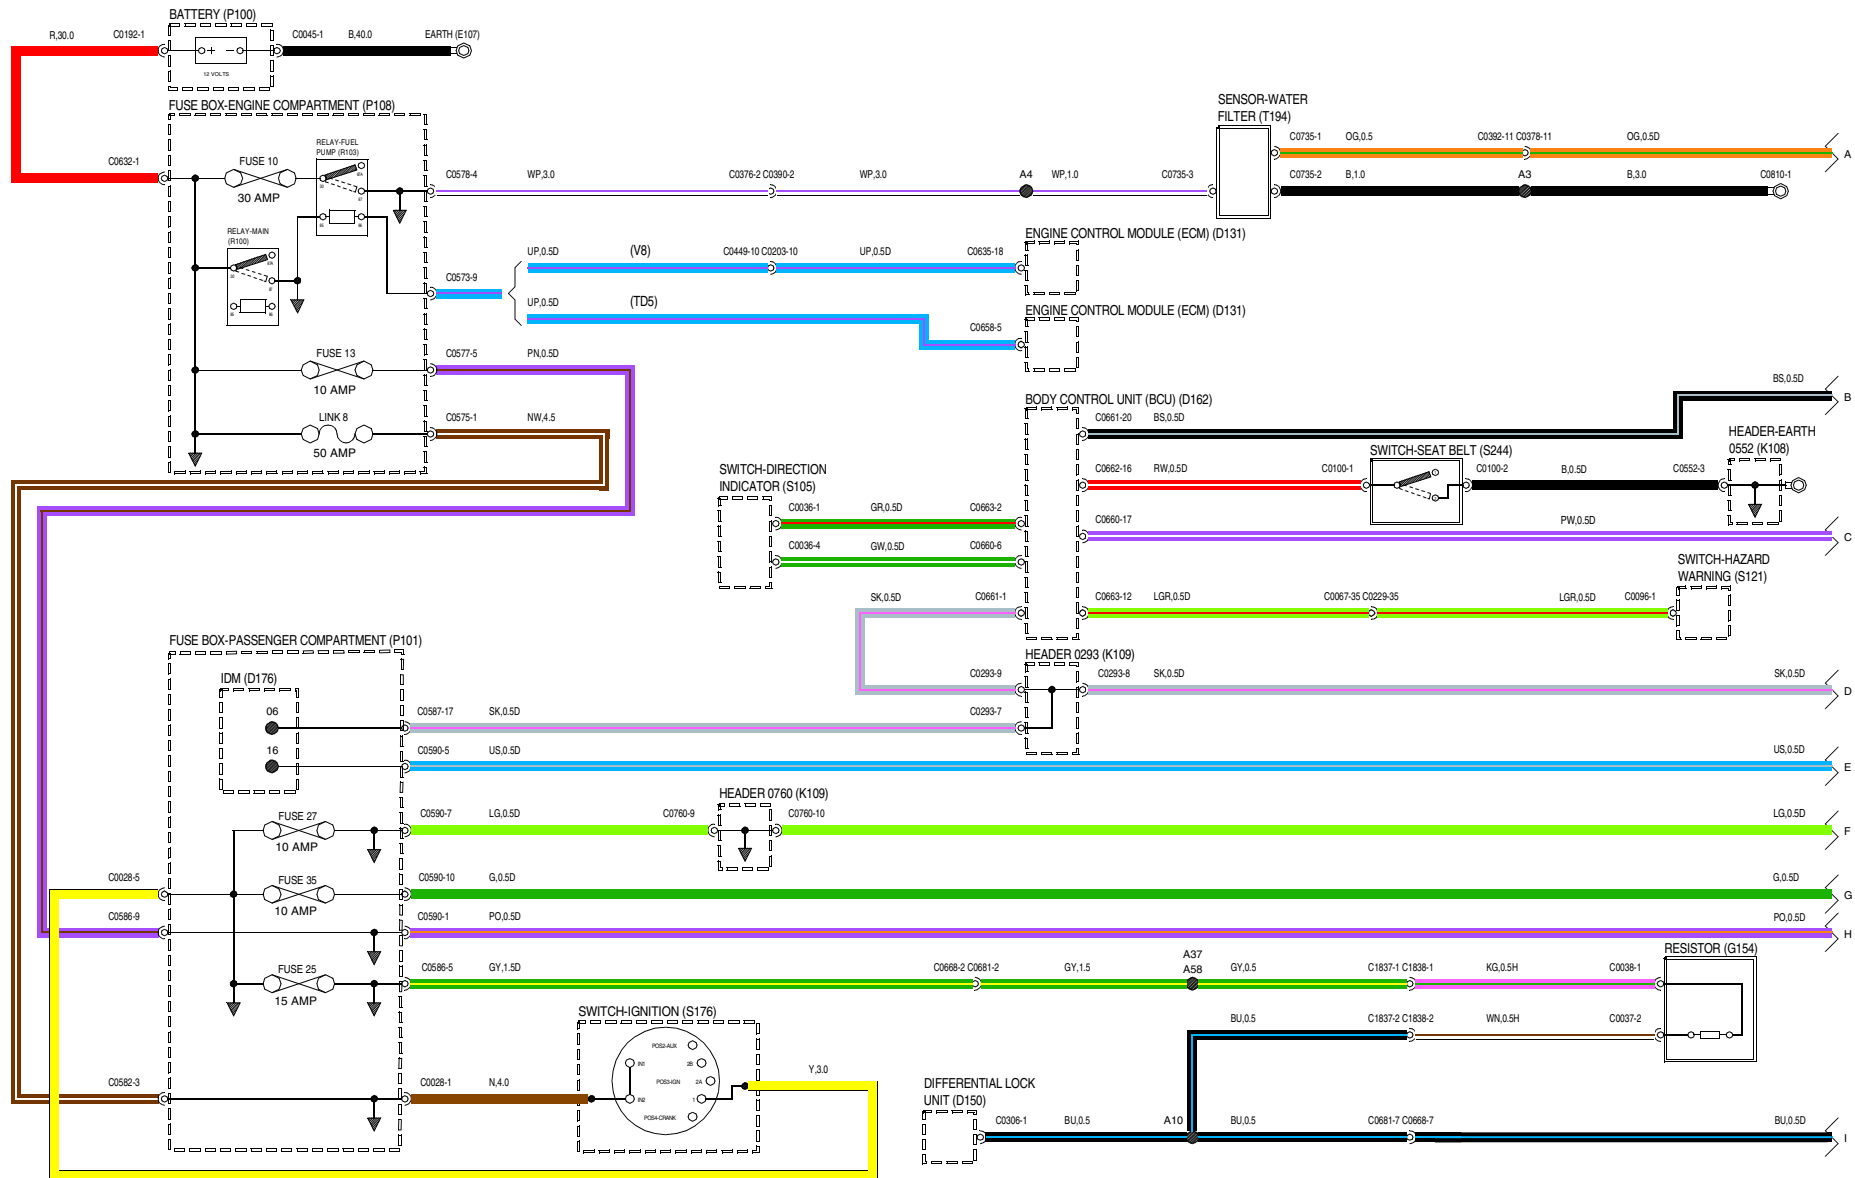 BATTERY (P100)
R,30.0 C0192-1 C0045-1 B,40.0 EARTH (E107)
12 VOLTS
FUSE BOX-ENGINE COMPARTMENT (P108)
SENSOR-WATER
FILTER (T194)
C0735-1 OG,0.5 C0392-11 C0378-11 OG,0.5D
A
RELAY-FUEL
PUMP (R103)
C0632-1 FUSE 10
30 AMP
C0578-4 WP,3.0 C0376-2 C0390-2 WP,3.0 A4 WP,1.0 C0735-3
C0735-2 B,1.0 A3 B,3.0 C0810-1
RELAY-MAIN
(R100)
ENGINE CONTROL MODULE (ECM) (D131)
UP,0.5D (V8) C0449-10 C0203-10 UP,0.5D C0635-18
C0573-9
UP,0.5D (TD5)
ENGINE CONTROL MODULE (ECM) (D131)
C0658-5
FUSE 13
10 AMP
C0577-5 PN,0.5D
LINK 8
50 AMP
C0575-1 NW,4.5
BODY CONTROL UNIT (BCU) (D162)
BS,0.5D
B
C0661-20 BS,0.5D
HEADER-EARTH
0552 (K108)
SWITCH-SEAT BELT (S244)
C0662-16 RW,0.5D C0100-1 C0100-2 B,0.5D C0552-3
SWITCH-DIRECTION
INDICATOR (S105)
C0036-1 GR,0.5D C0663-2
C0660-17 PW,0.5D
C
C0036-4 GW,0.5D C0660-6
SWITCH-HAZARD
WARNING (S121)
SK,0.5D C0661-1
C0663-12 LGR,0.5D C0067-35 C0229-35 LGR,0.5D C0096-1
FUSE BOX-PASSENGER COMPARTMENT (P101)
HEADER 0293 (K109)
IDM (D176)
C0293-9 C0293-8 SK,0.5D SK,0.5D
D
06
C0587-17 SK,0.5D C0293-7
16
C0590-5 US,0.5D US,0.5D
E
HEADER 0760 (K109)
FUSE 27
10 AMP
C0590-7 LG,0.5D C0760-9 C0760-10 LG,0.5D
F
C0028-5 FUSE 35
10 AMP
C0590-10 G,0.5D G,0.5D
G
C0586-9 C0590-1 PO,0.5D PO,0.5D
H
FUSE 25
15 AMP
A37
A58
RESISTOR (G154)
C0586-5 GY,1.5D C0668-2 C0681-2 GY,1.5 GY,0.5 C1837-1 C1838-1 KG,0.5H C0038-1
SWITCH-IGNITION (S176)
BU,0.5 C1837-2 C1838-2 WN,0.5H C0037-2
POS2-AUX
IN1 2B
POS3-IGN 2A
IN2 1
POS4-CRANK
C0582-3 C0028-1 N,4.0 Y,3.0
DIFFERENTIAL LOCK
UNIT (D150)
C0306-1 BU,0.5 A10 BU,0.5 C0681-7 C0668-7 BU,0.5D
I